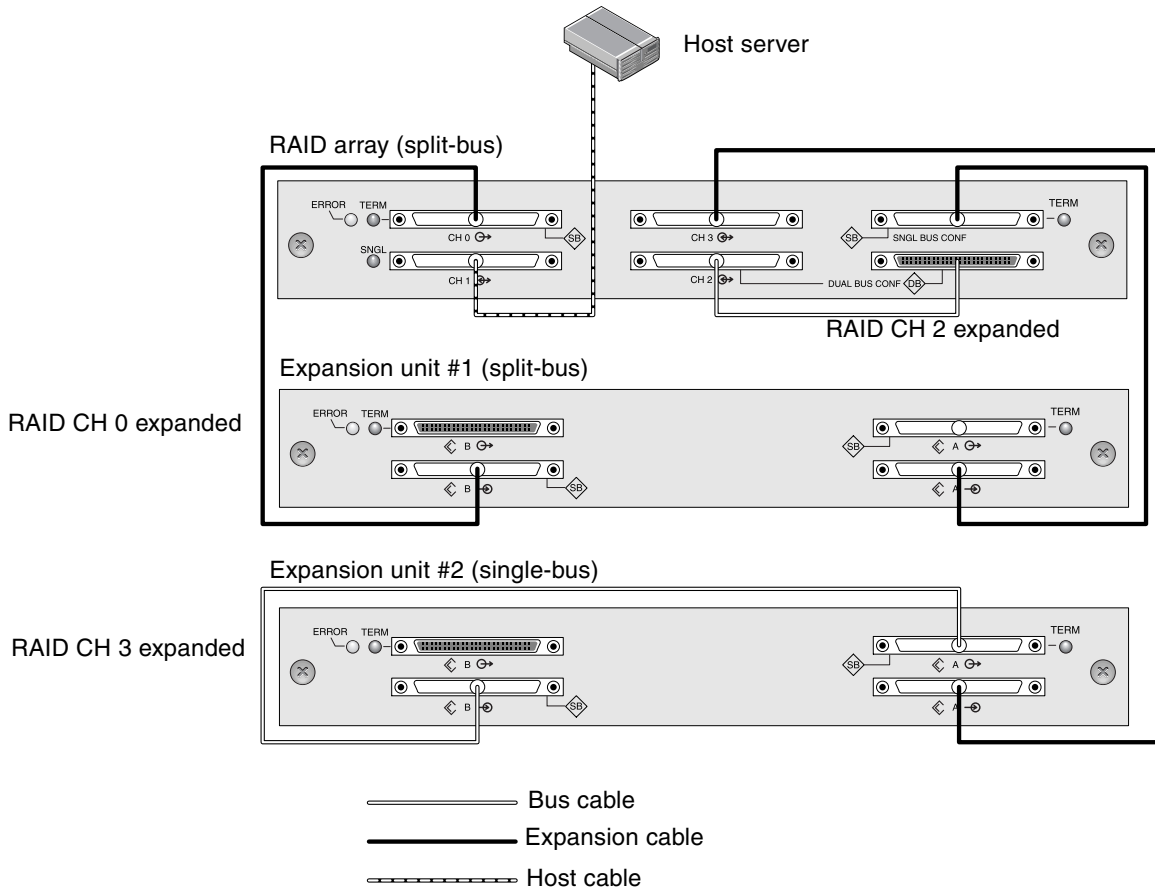 Host server
RAID array (split-bus)
ERROR TERM
TERM
CH 0
SB
CH 3
SB
SNGL BUS CONF
SNGL
CH 1
CH 2
DUAL BUS CONF
DB
RAID CH 2 expanded
Expansion unit #1 (split-bus)
RAID CH 0 expanded
ERROR TERM
TERM
B
SB
A
B
SB
A
Expansion unit #2 (single-bus)
RAID CH 3 expanded
ERROR TERM
TERM
B
SB
A
B
SB
A
Bus cable
Expansion cable
Host cable